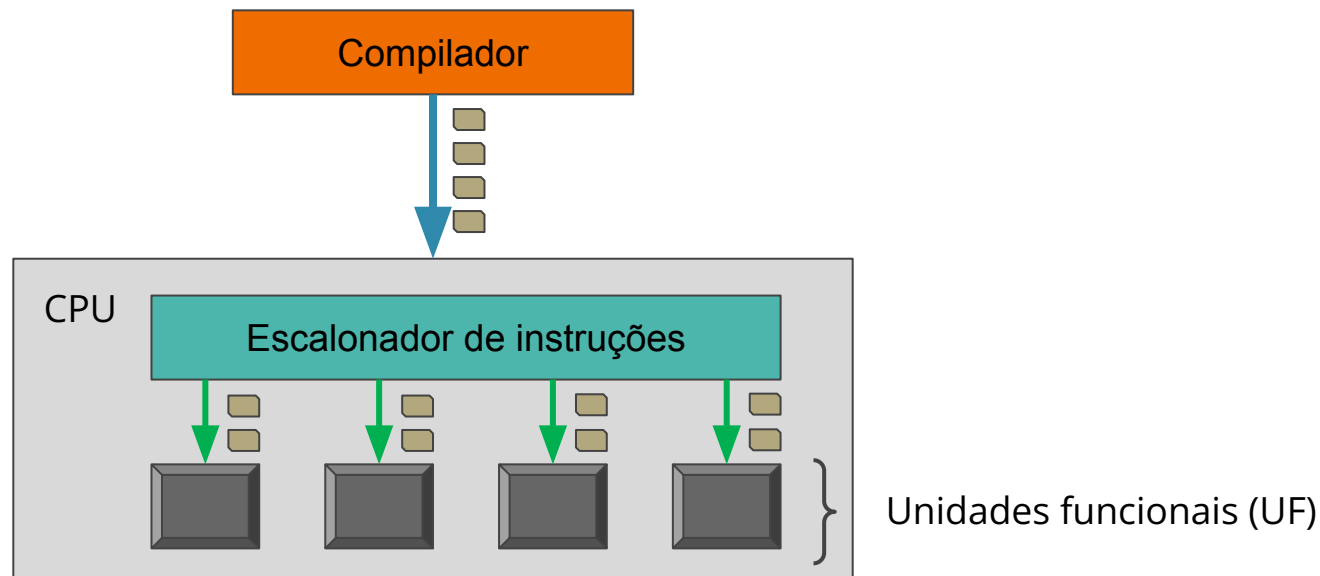 Compilador
CPU
Escalonador de instruções
Unidades funcionais (UF)